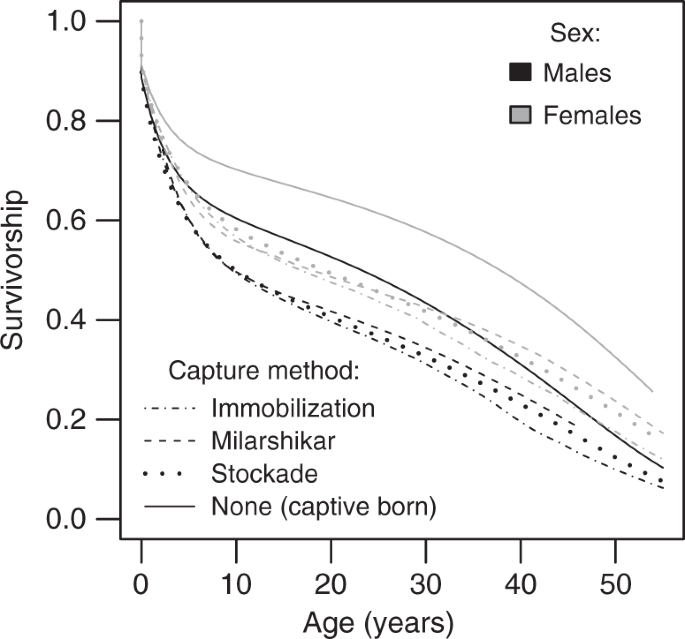 1.0
0.8
0.6
0.4
0.2
0.0
Survivorship
Sex:
Males
Females
Capture method:
Immobilization
Milarshikar
Stockade
None (captive born)
0 10 20 30 40 50
Age (years)